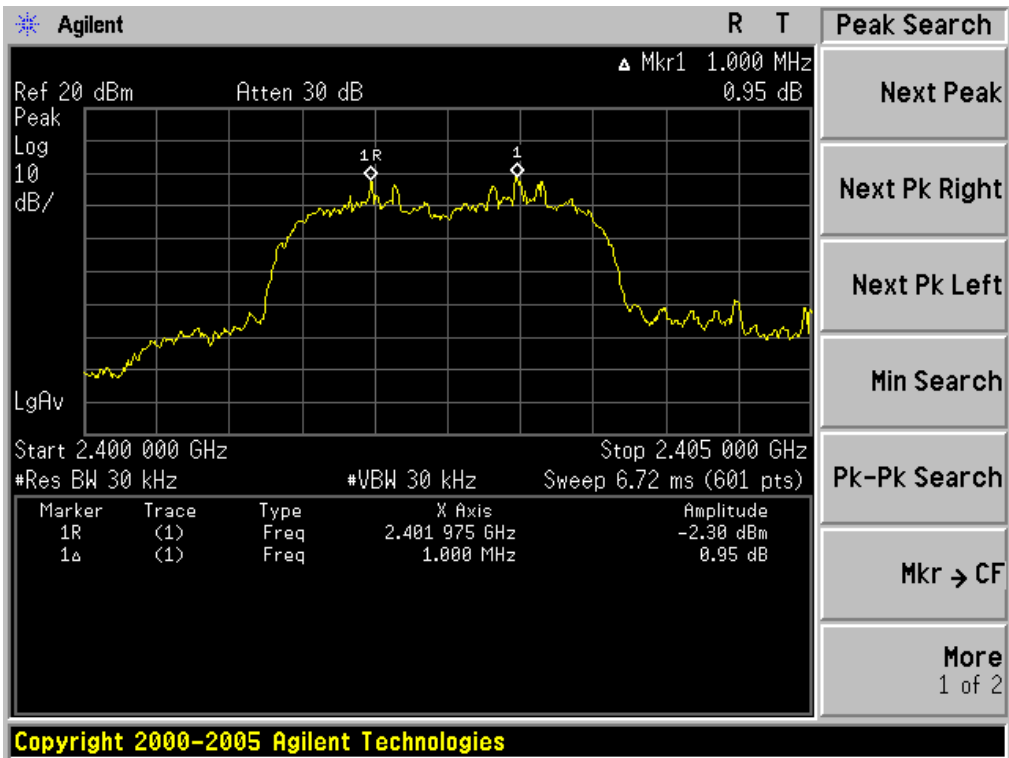 Agilent R T Peak Search
Δ Mkr1 1.000 MHz
Ref 20 dBm Atten 30 dB 0.95 dB
Peak
Log
10
dB/
1R
1
LgAv
Start 2.400 000 GHz Stop 2.405 000 GHz
#Res BW 30 kHz #VBW 30 kHz Sweep 6.72 ms (601 pts)
Marker Trace Type X Axis Amplitude
1R (1) Freq 2.401 975 GHz -2.30 dBm
1Δ (1) Freq 1.000 MHz 0.95 dB
Next Peak
Next Pk Right
Next Pk Left
Min Search
Pk-Pk Search
Mkr → CF
More
1 of 2
Copyright 2000-2005 Agilent Technologies